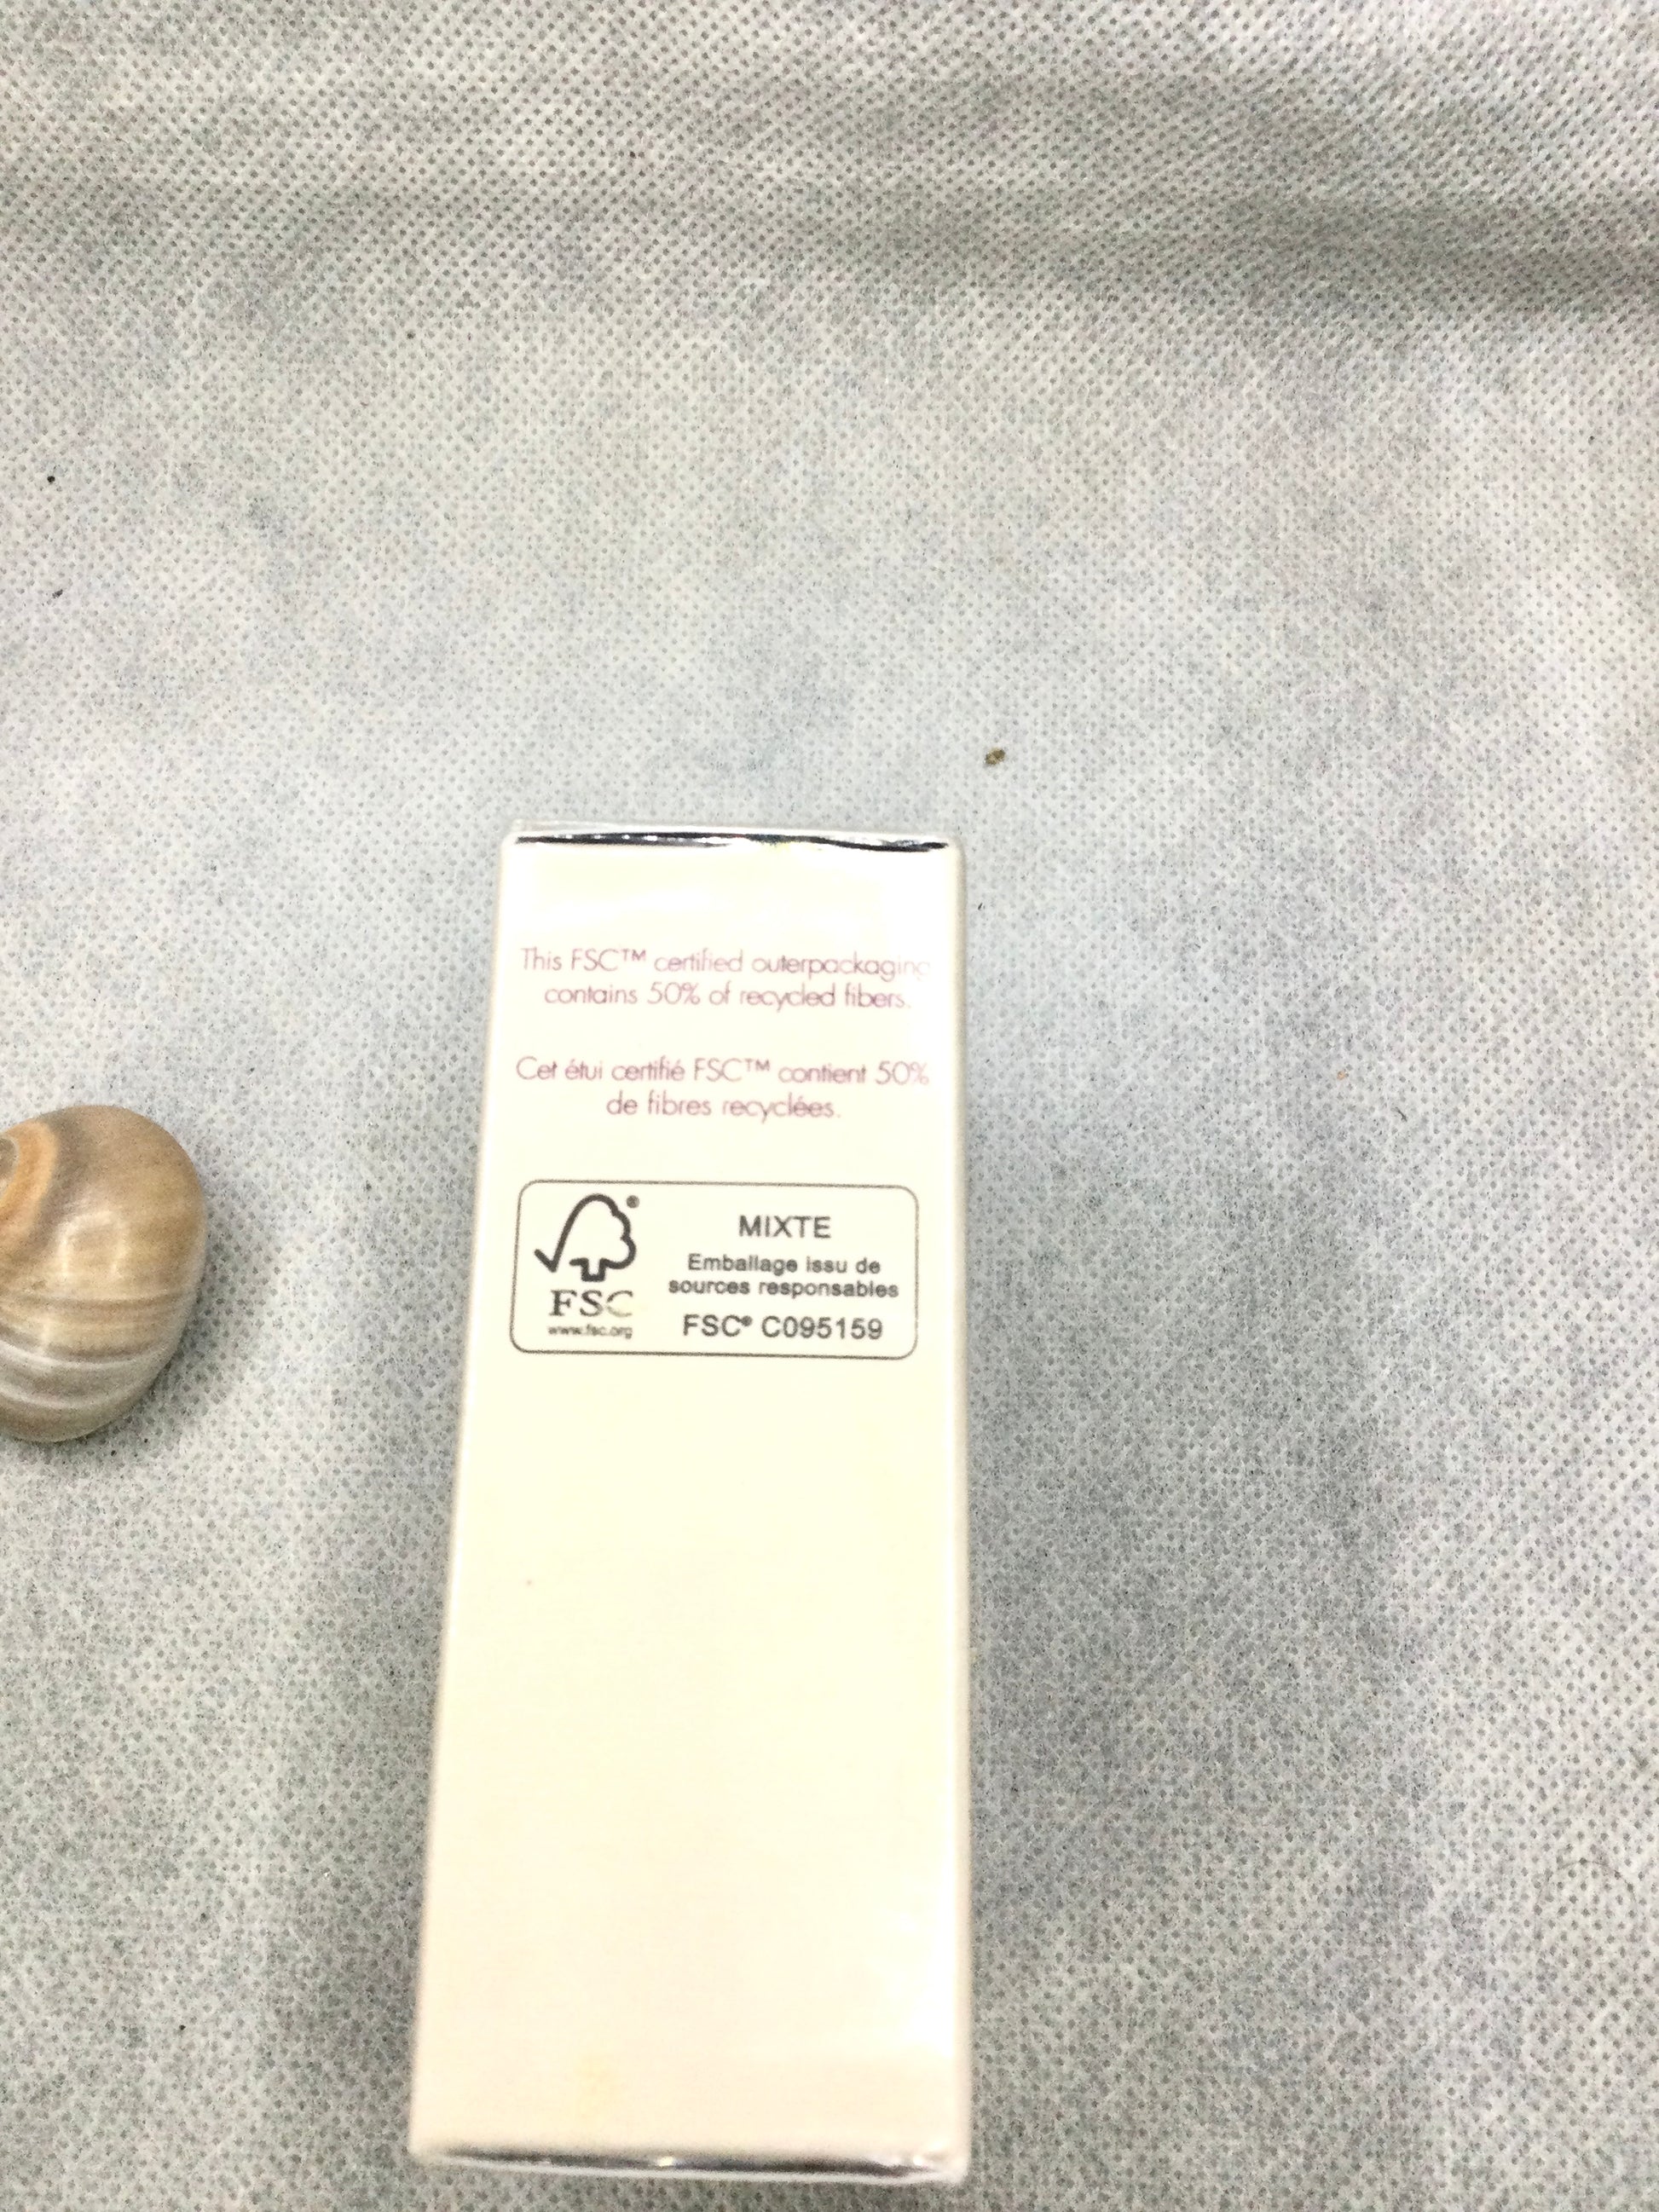 This FSC™ certified outerpackaging
contains 50% of recycled fibers.
Cet étui certifié FSC™ contient 50%
de fibres recyclées.
®
FSC
www.fsc.org
MIXTE
Emballage issu de
sources responsables
FSC® C095159